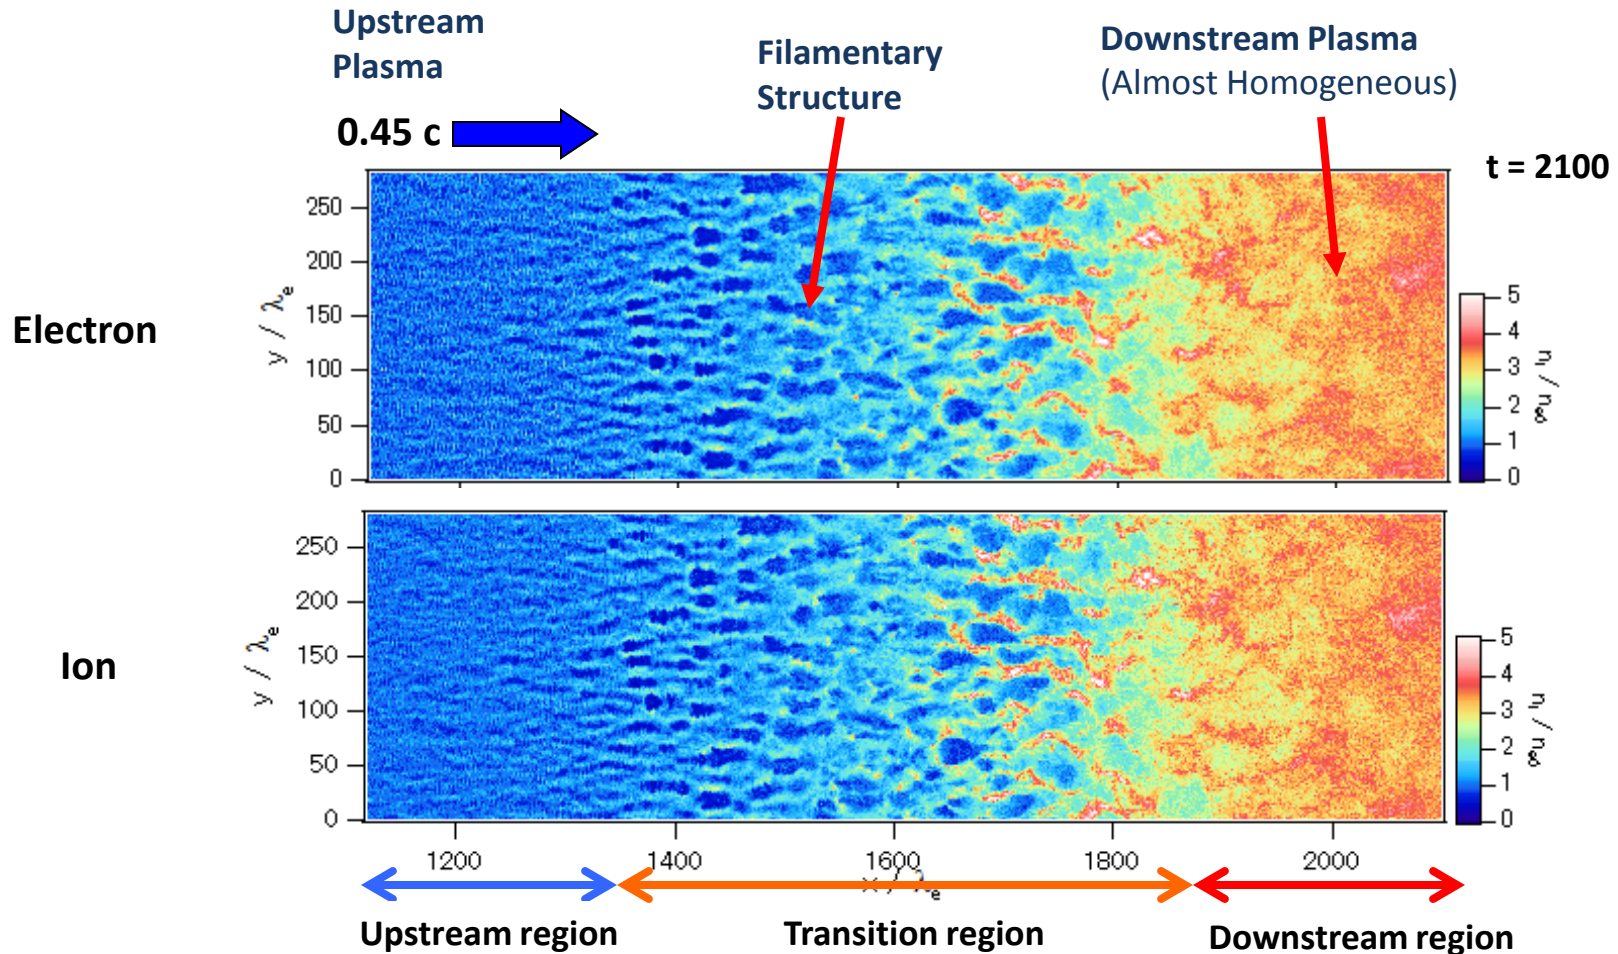 Upstream
Plasma
0.45 c
Filamentary
Structure
Downstream Plasma
(Almost Homogeneous)
t = 2100
Electron
y / λe
250
200
150
100
50
0
5
4
3
2
1
0
Ion
y / λe
250
200
150
100
50
0
5
4
3
2
1
0
1200
1400
1600
1800
2000
x / λe
Upstream region
Transition region
Downstream region